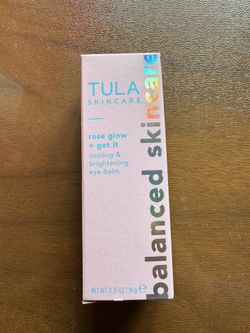 TULA
SKINCARE
rose glow
+ get it
cooling &
brightening
eye balm
NET WT. 0.35 OZ / 10 g e
balanced skincare